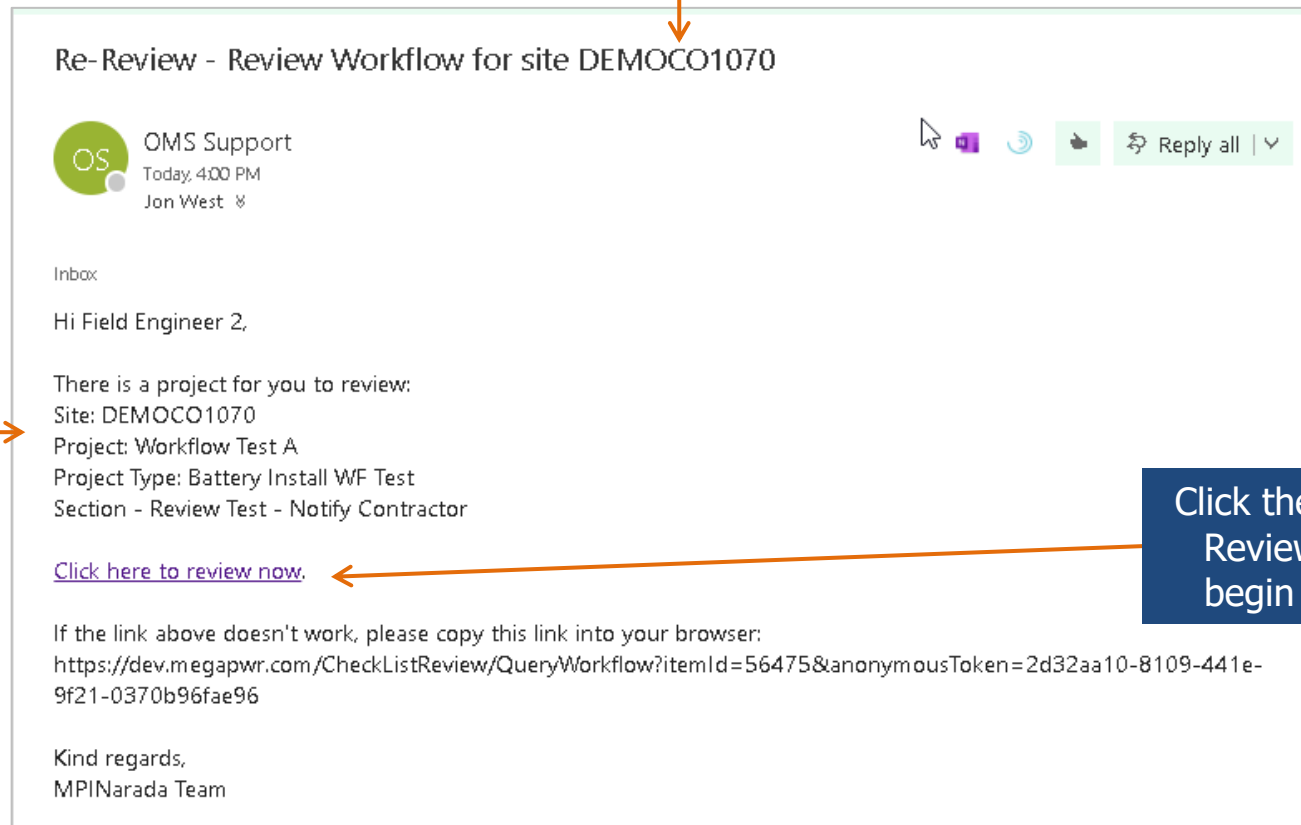 Re-Review - Review Workflow for site DEMOCO1070
OS
OMS Support
Today, 4:00 PM
Jon West
Reply all
Inbox
Hi Field Engineer 2,
There is a project for you to review:
Site: DEMOCO1070
Project: Workflow Test A
Project Type: Battery Install WF Test
Section - Review Test - Notify Contractor
Click here to review now.
If the link above doesn't work, please copy this link into your browser:
https://dev.megapwr.com/CheckListReview/QueryWorkflow?itemId=56475&anonymousToken=2d32aa10-8109-441e-
9f21-0370b96fae96
Kind regards,
MPINarada Team
Click the
Review
begin